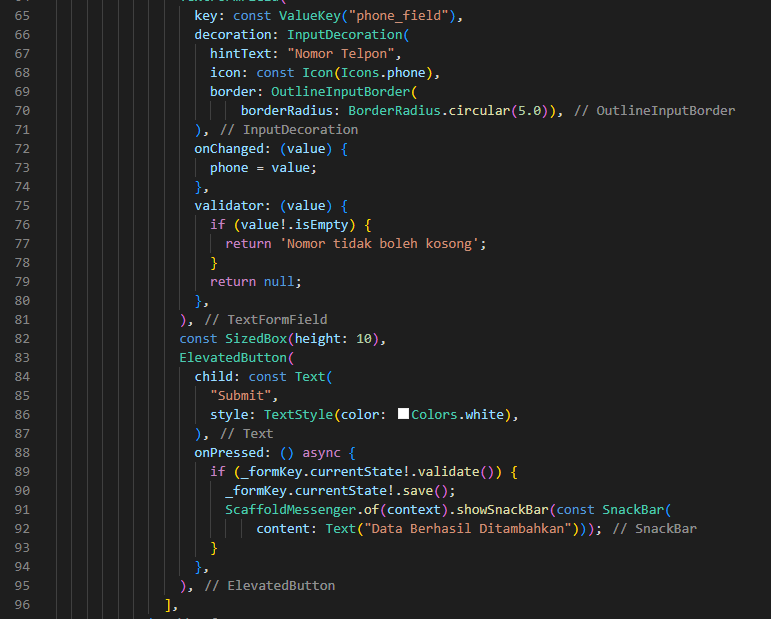 65 key: const ValueKey("phone_field"),
66 decoration: InputDecoration(
67 hintText: "Nomor Telpon",
68 icon: const Icon(Icons.phone),
69 border: OutlineInputBorder(
70 borderRadius: BorderRadius.circular(5.0)), // OutlineInputBorder
71 ), // InputDecoration
72 onChanged: (value) {
73 phone = value;
74 },
75 validator: (value) {
76 if (value!.isEmpty) {
77 return 'Nomor tidak boleh kosong';
78 }
79 return null;
80 },
81 ), // TextFormField
82 const SizedBox(height: 10),
83 ElevatedButton(
84 child: const Text(
85 "Submit",
86 style: TextStyle(color: Colors.white),
87 ), // Text
88 onPressed: () async {
89 if (_formKey.currentState!.validate()) {
90 _formKey.currentState!.save();
91 ScaffoldMessenger.of(context).showSnackBar(const SnackBar(
92 content: Text("Data Berhasil Ditambahkan"))); // SnackBar
93 }
94 },
95 ), // ElevatedButton
96 ],